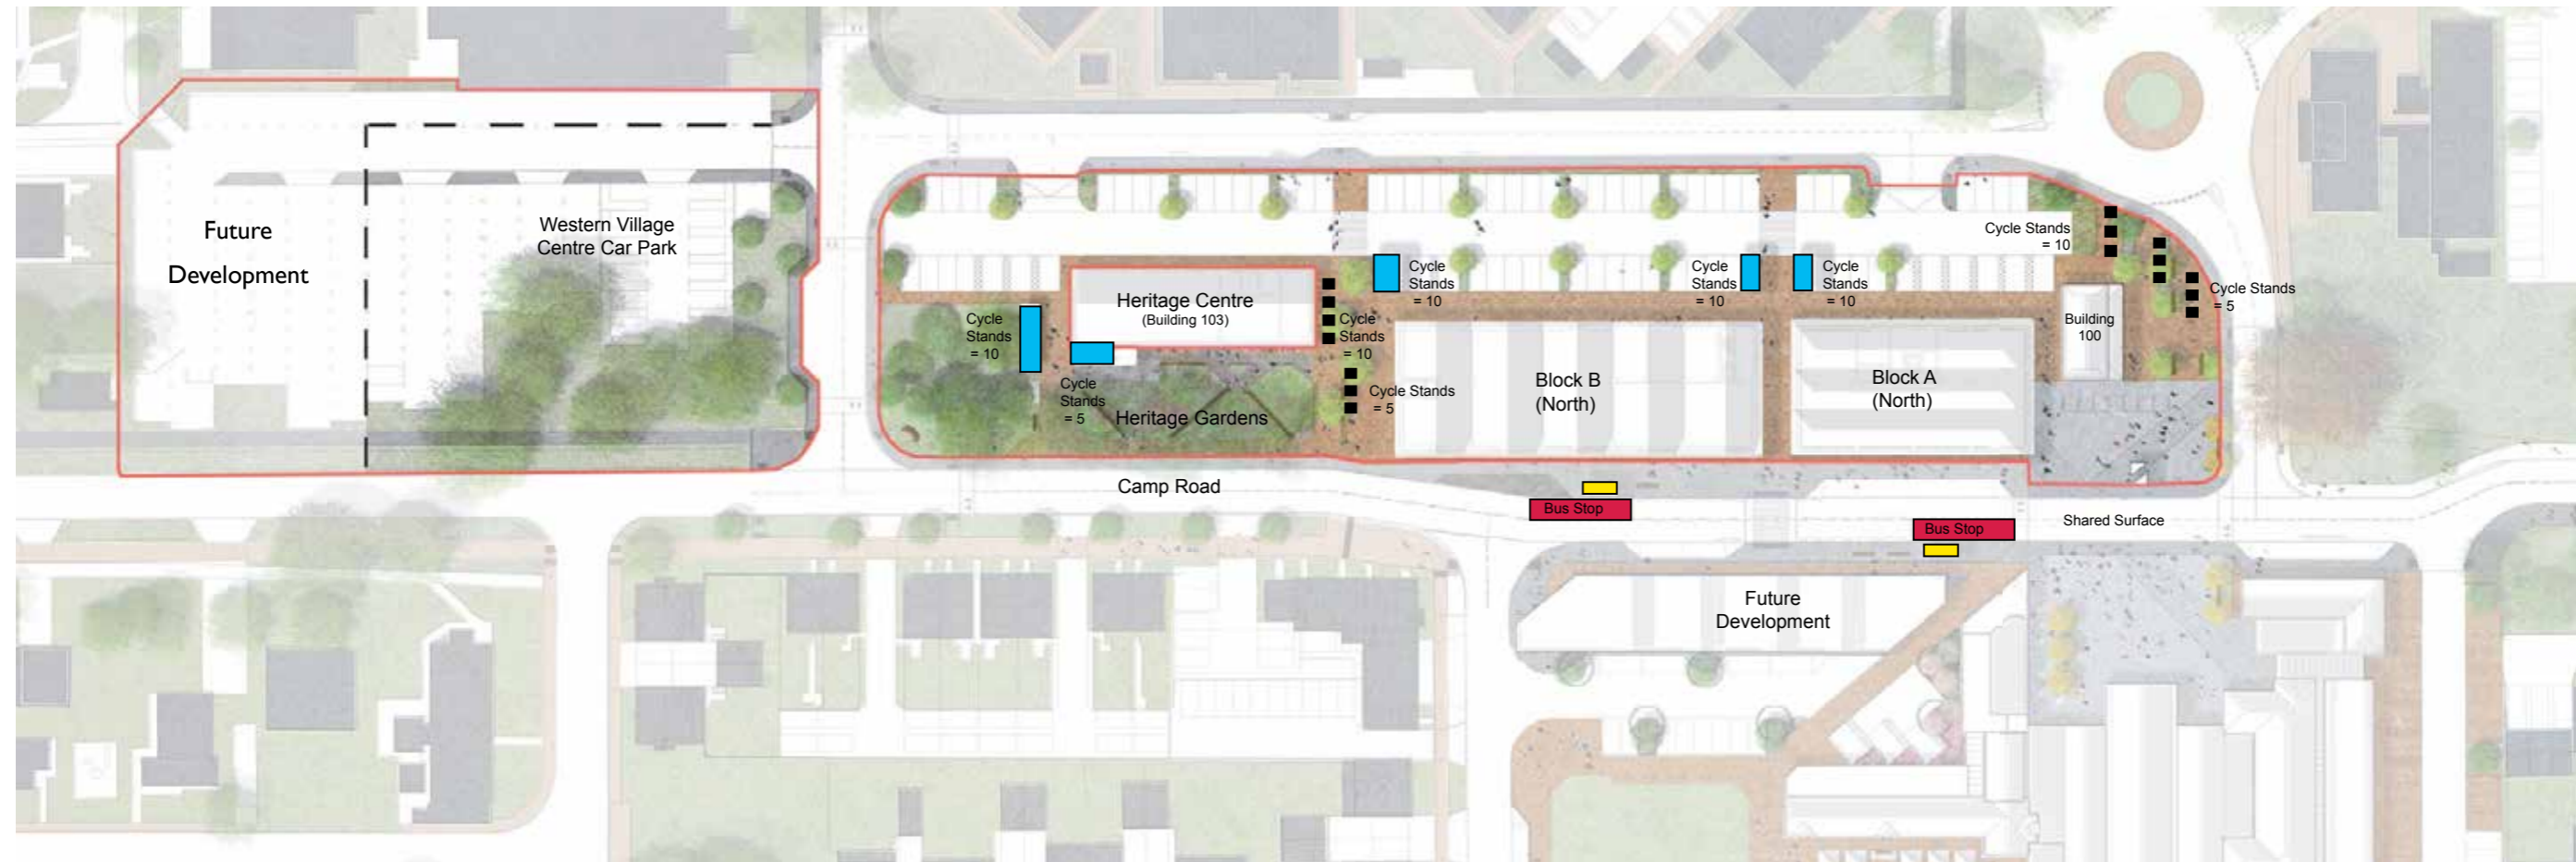 Future
Development
Western Village
Centre Car Park
Cycle Stands
= 10
Cycle Stands
= 5
Cycle
Stands
= 10
Cycle
Stands
= 10
Cycle
Stands
= 10
Heritage Centre
(Building 103)
Cycle
Stands
= 10
Cycle
Stands
= 10
Building
100
Cycle
Stands
= 5
Cycle Stands
= 5
Heritage Gardens
Block B
(North)
Block A
(North)
Camp Road
Bus Stop
Bus Stop
Shared Surface
Future
Development